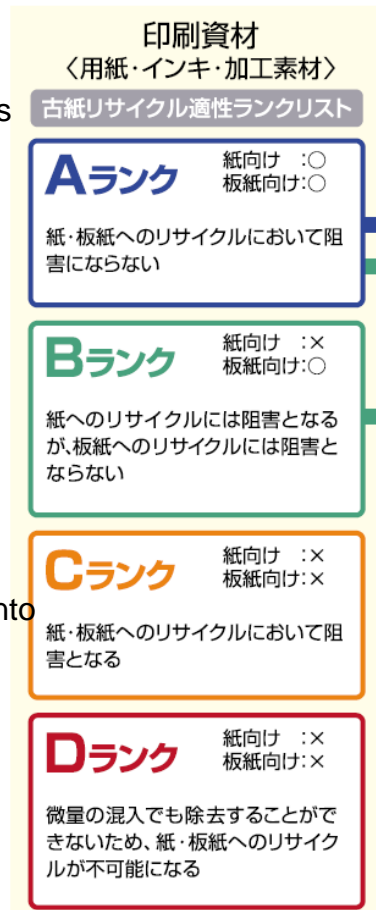 印刷資材
〈用紙・インキ・加工素材〉
s
古紙リサイクル適性ランクリスト
Aランク
紙向け :○
板紙向け:○
紙・板紙へのリサイクルにおいて阻
害にならない
Bランク
紙向け :×
板紙向け:○
紙へのリサイクルには阻害となる
が、板紙へのリサイクルには阻害と
ならない
Cランク
紙向け :×
板紙向け:×
nto
紙・板紙へのリサイクルにおいて阻
害となる
Dランク
紙向け :×
板紙向け:×
微量の混入でも除去することがで
きないため、紙・板紙へのリサイク
ルが不可能になる